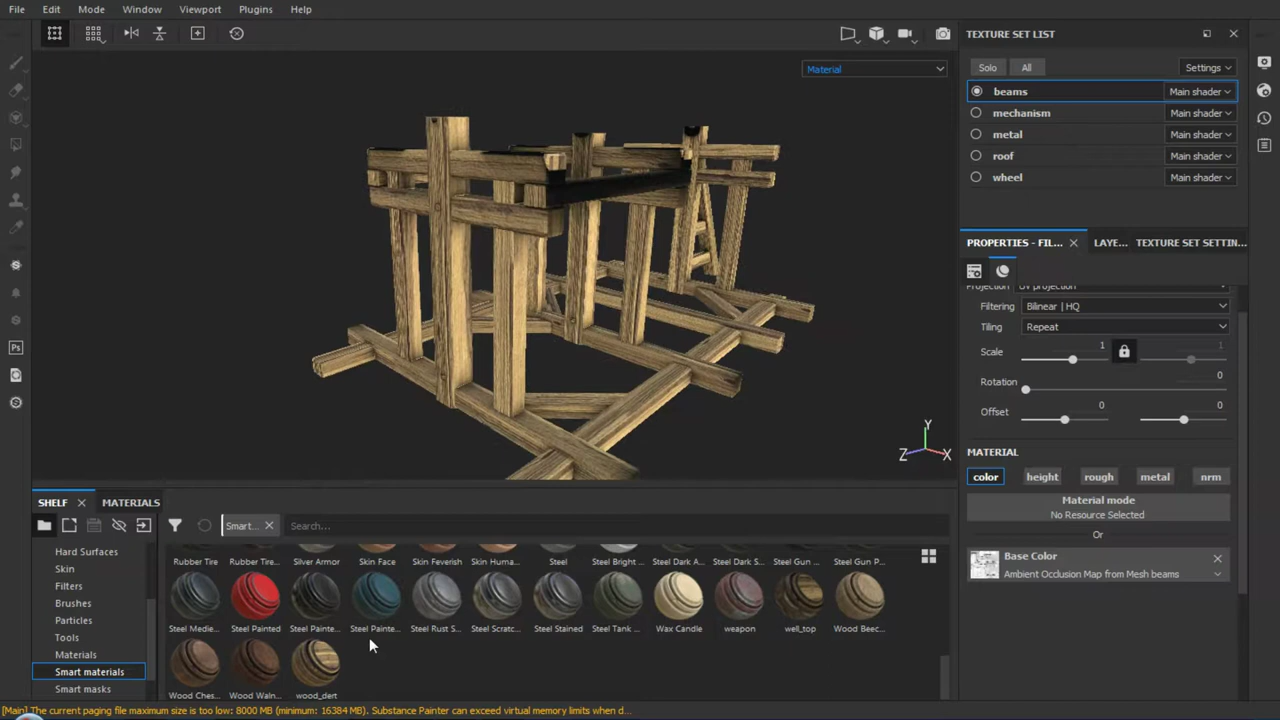 File Edit Mode Window Viewport Plugins Help
TEXTURE SET LIST
Material
Solo All Settings
beams Main shader
mechanism Main shader
metal Main shader
roof Main shader
wheel Main shader
PROPERTIES - FIL... LAYE... TEXTURE SET SETTIN...
Filtering Bilinear | HQ
Tiling Repeat
Scale 1 1
Rotation 0
Offset 0 0
Y
Z X
MATERIAL
color height rough metal nrm
Material mode
No Resource Selected
Or
Base Color
Ambient Occlusion Map from Mesh beams
SHELF MATERIALS
Smart... Search...
Hard Surfaces
Skin
Filters
Brushes
Particles
Tools
Materials
Smart materials
Smart masks
Rubber Tire Rubber Tire... Silver Armor Skin Face Skin Feverish Skin Huma... Steel Steel Bright ... Steel Dark A... Steel Dark S... Steel Gun ... Steel Gun P...
Steel Medie... Steel Painted Steel Painte... Steel Painte... Steel Rust S... Steel Scratc... Steel Stained Steel Tank ... Wax Candle weapon well_top Wood Beec...
Wood Ches... Wood Waln... wood_dert
[Main] The current paging file maximum size is too low: 8000 MB (minimum: 16384 MB). Substance Painter can exceed virtual memory limits when d...
Ps